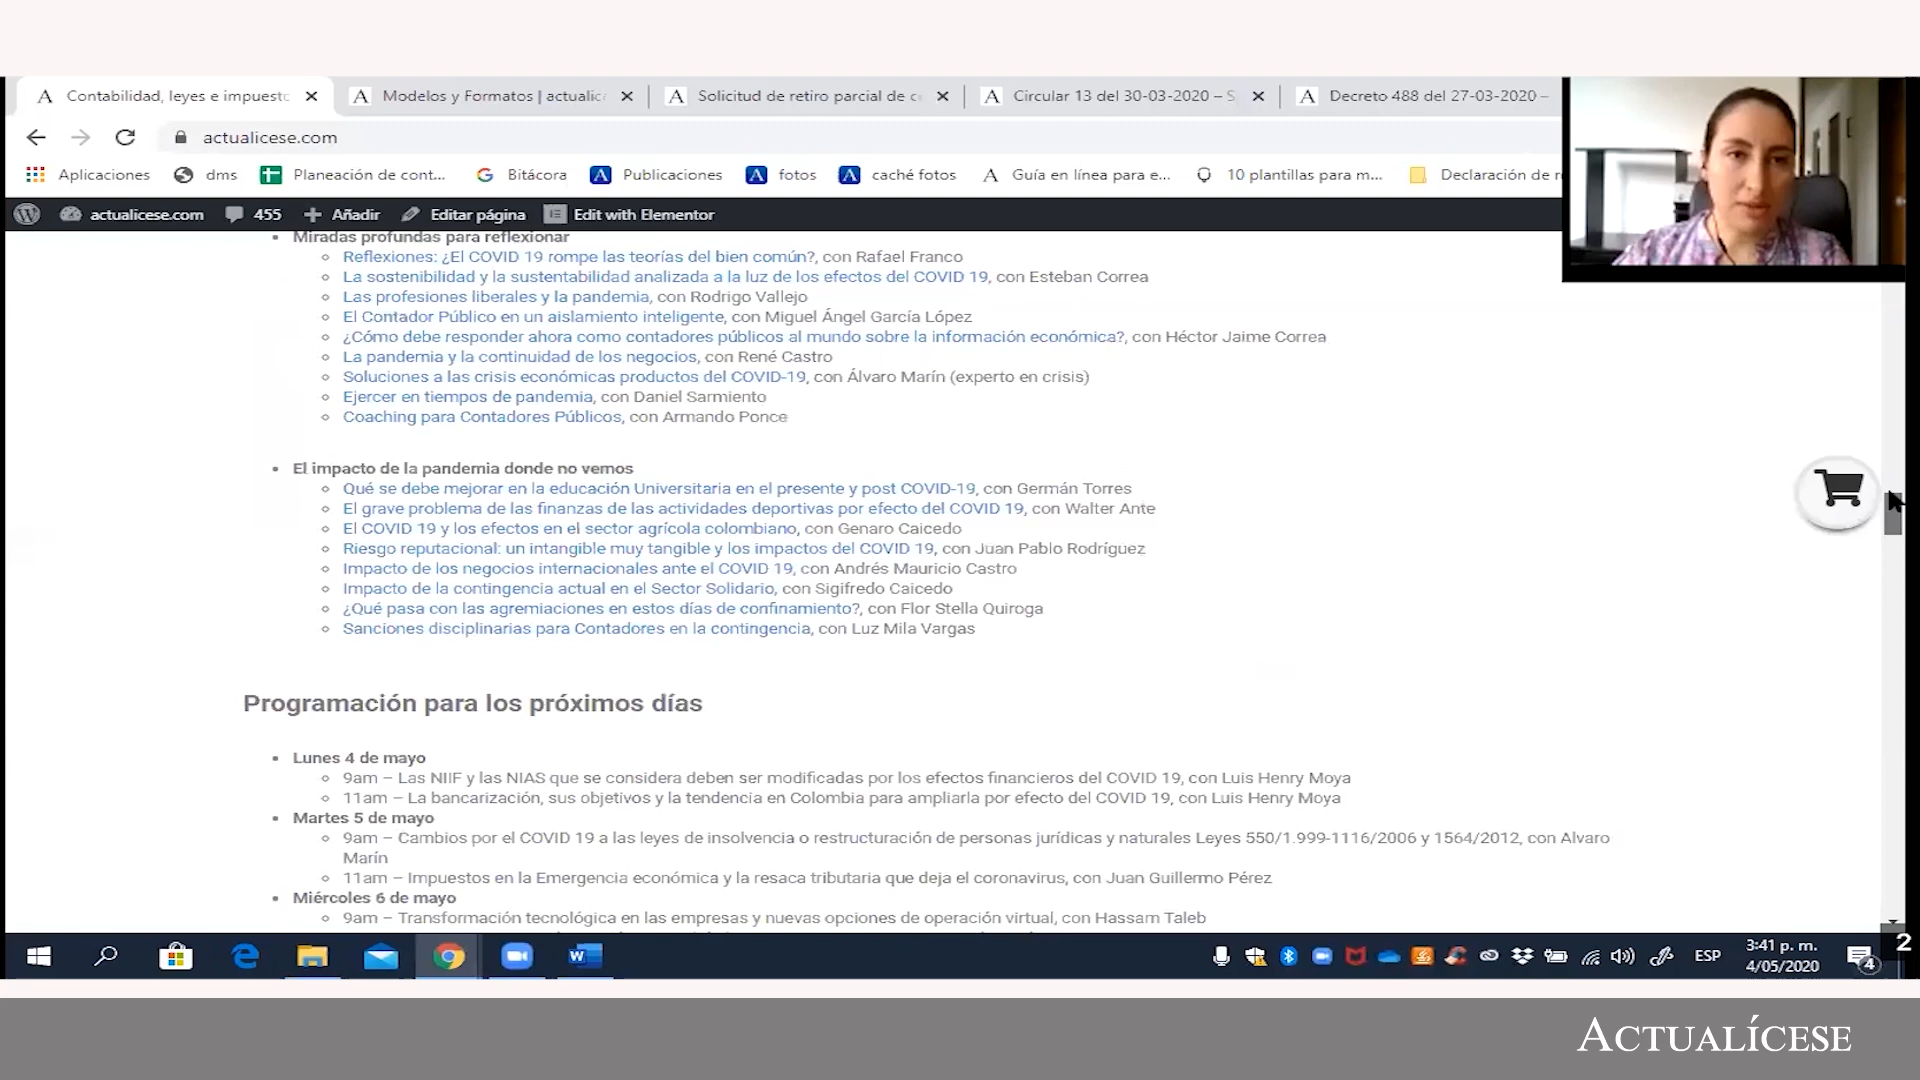 Contabilidad, leyes e impuesto
Modelos y Formatos | actualic
Solicitud de retiro parcial de c
Circular 13 del 30-03-2020 – S
Decreto 488 del 27-03-2020 –
actualicese.com
Aplicaciones
dms
Planeación de cont...
Bitácora
Publicaciones
fotos
caché fotos
Guía en línea para e...
10 plantillas para m...
Declaración de r
actualicese.com
455
Añadir
Editar página
Edit with Elementor
Miradas profundas para reflexionar
Reflexiones: ¿El COVID 19 rompe las teorías del bien común?, con Rafael Franco
La sostenibilidad y la sustentabilidad analizada a la luz de los efectos del COVID 19, con Esteban Correa
Las profesiones liberales y la pandemia, con Rodrigo Vallejo
El Contador Público en un aislamiento inteligente, con Miguel Ángel García López
¿Cómo debe responder ahora como contadores públicos al mundo sobre la información económica?, con Héctor Jaime Correa
La pandemia y la continuidad de los negocios, con René Castro
Soluciones a las crisis económicas productos del COVID-19, con Álvaro Marín (experto en crisis)
Ejercer en tiempos de pandemia, con Daniel Sarmiento
Coaching para Contadores Públicos, con Armando Ponce
El impacto de la pandemia donde no vemos
Qué se debe mejorar en la educación Universitaria en el presente y post COVID-19, con Germán Torres
El grave problema de las finanzas de las actividades deportivas por efecto del COVID 19, con Walter Ante
El COVID 19 y los efectos en el sector agrícola colombiano, con Genaro Caicedo
Riesgo reputacional: un intangible muy tangible y los impactos del COVID 19, con Juan Pablo Rodríguez
Impacto de los negocios internacionales ante el COVID 19, con Andrés Mauricio Castro
Impacto de la contingencia actual en el Sector Solidario, con Sigifredo Caicedo
¿Qué pasa con las agremiaciones en estos días de confinamiento?, con Flor Stella Quiroga
Sanciones disciplinarias para Contadores en la contingencia, con Luz Mila Vargas
Programación para los próximos días
Lunes 4 de mayo
9am – Las NIIF y las NIAS que se considera deben ser modificadas por los efectos financieros del COVID 19, con Luis Henry Moya
11am – La bancarización, sus objetivos y la tendencia en Colombia para ampliarla por efecto del COVID 19, con Luis Henry Moya
Martes 5 de mayo
9am – Cambios por el COVID 19 a las leyes de insolvencia o restructuración de personas jurídicas y naturales Leyes 550/1.999-1116/2006 y 1564/2012, con Alvaro
Marín
11am – Impuestos en la Emergencia económica y la resaca tributaria que deja el coronavirus, con Juan Guillermo Pérez
Miércoles 6 de mayo
9am – Transformación tecnológica en las empresas y nuevas opciones de operación virtual, con Hassam Taleb
ESP
3:41 p. m.
4/05/2020
4
2
ACTUALÍCESE